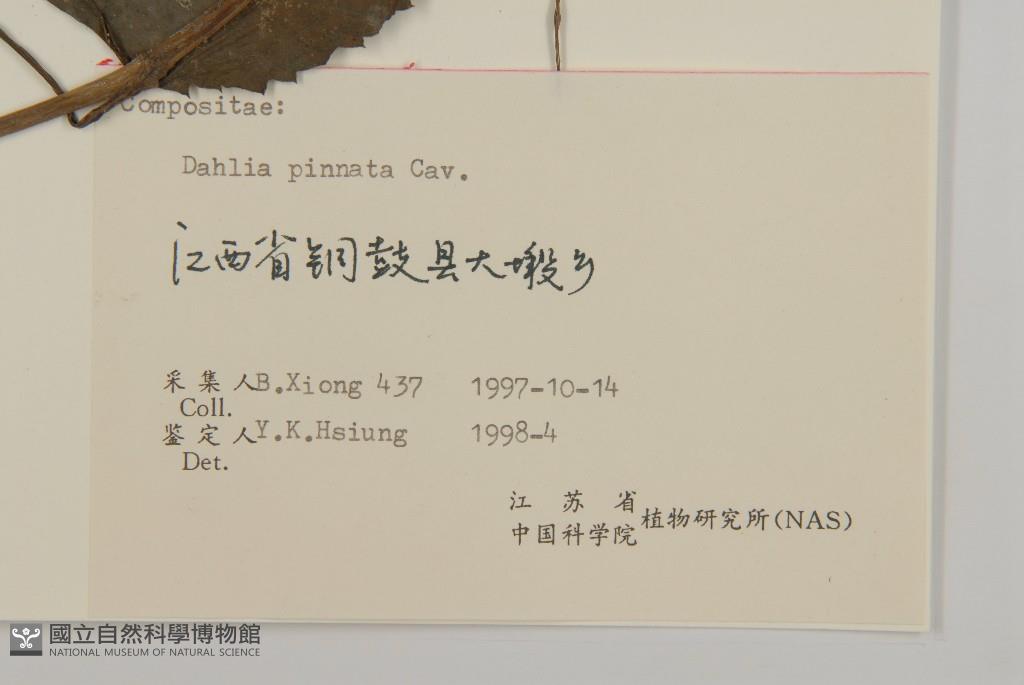 Compositae:
Dahlia pinnata Cav.
江西省铜鼓县大塅乡
采集人 B.Xiong 437 1997-10-14
Coll.
鉴定人 Y.K.Hsiung 1998-4
Det.
江苏省
中国科学院 植物研究所(NAS)
國立自然科學博物館
NATIONAL MUSEUM OF NATURAL SCIENCE